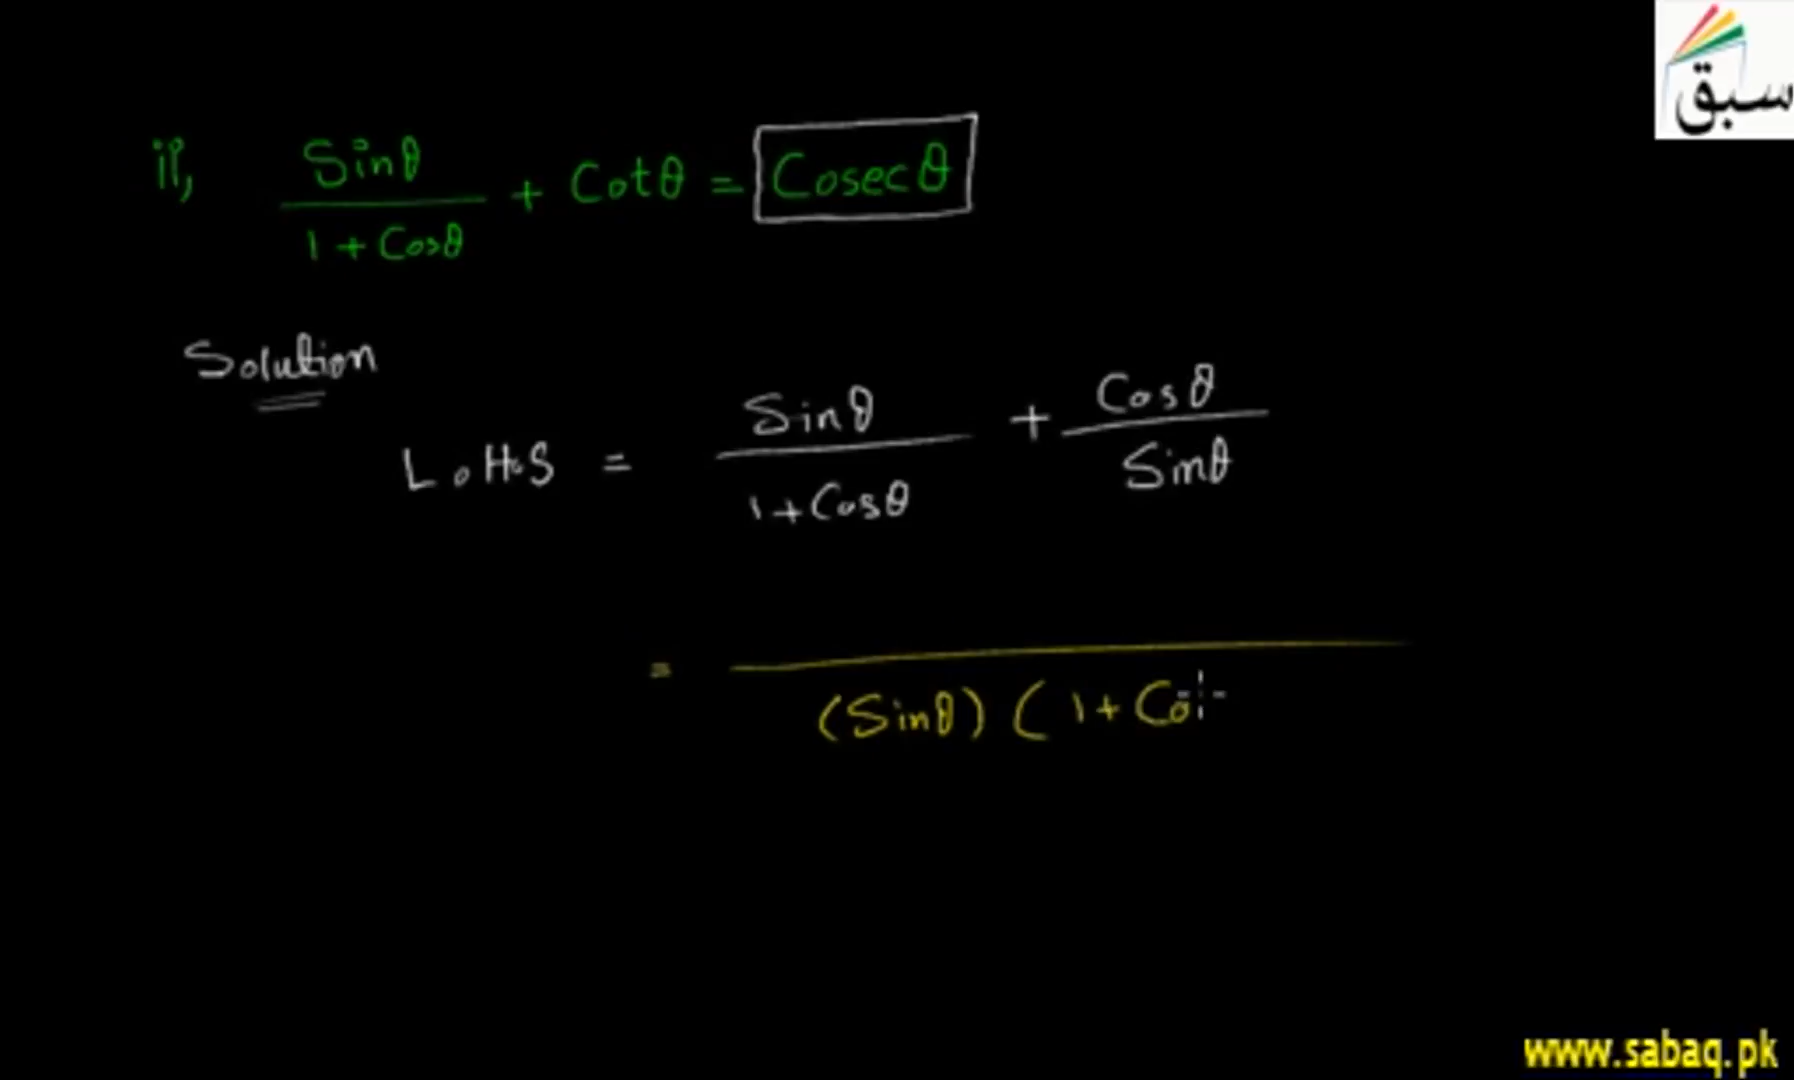 سبق
ii, Sinθ / 1 + Cosθ + Cotθ = Cosecθ
Solution
L.H.S = Sinθ / 1 + Cosθ + Cosθ / Sinθ
= / (Sinθ) ( 1 + Co
www.sabaq.pk